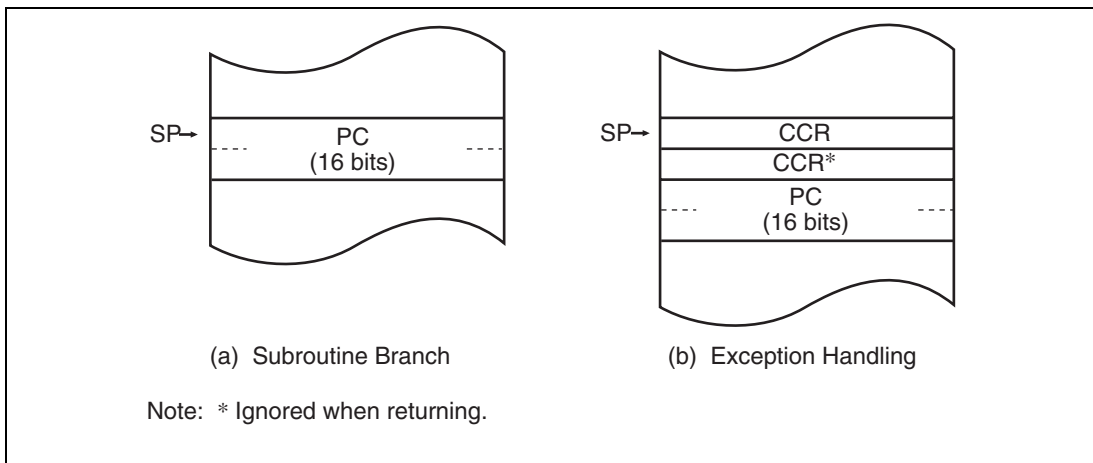 SP→
PC
(16 bits)
(a) Subroutine Branch
SP→
CCR
CCR*
PC
(16 bits)
(b) Exception Handling
Note: * Ignored when returning.